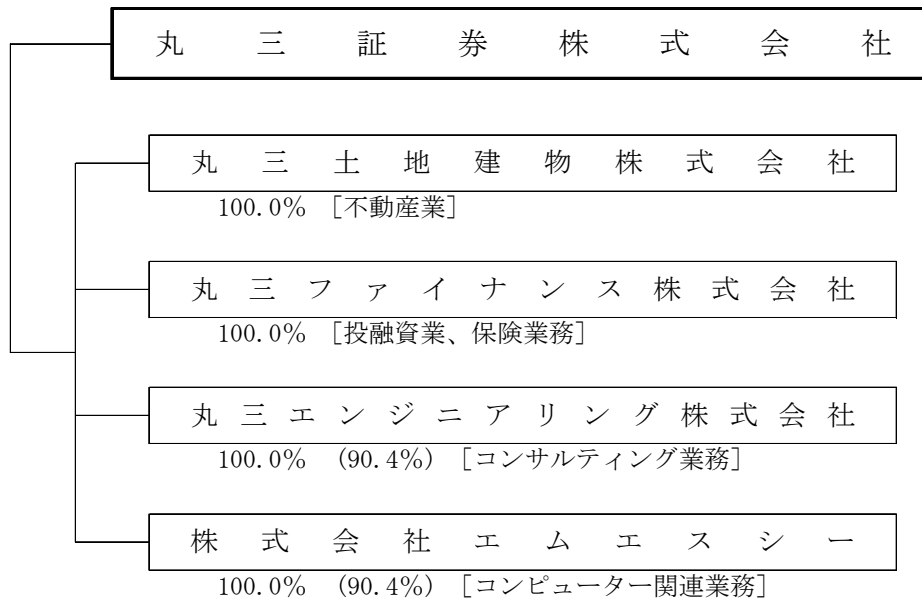 丸三証券株式会社
丸三土地建物株式会社
100.0% [不動産業]
丸三ファイナンス株式会社
100.0% [投融資業、保険業務]
丸三エンジニアリング株式会社
100.0% (90.4%) [コンサルティング業務]
株式会社エムエスシー
100.0% (90.4%) [コンピューター関連業務]